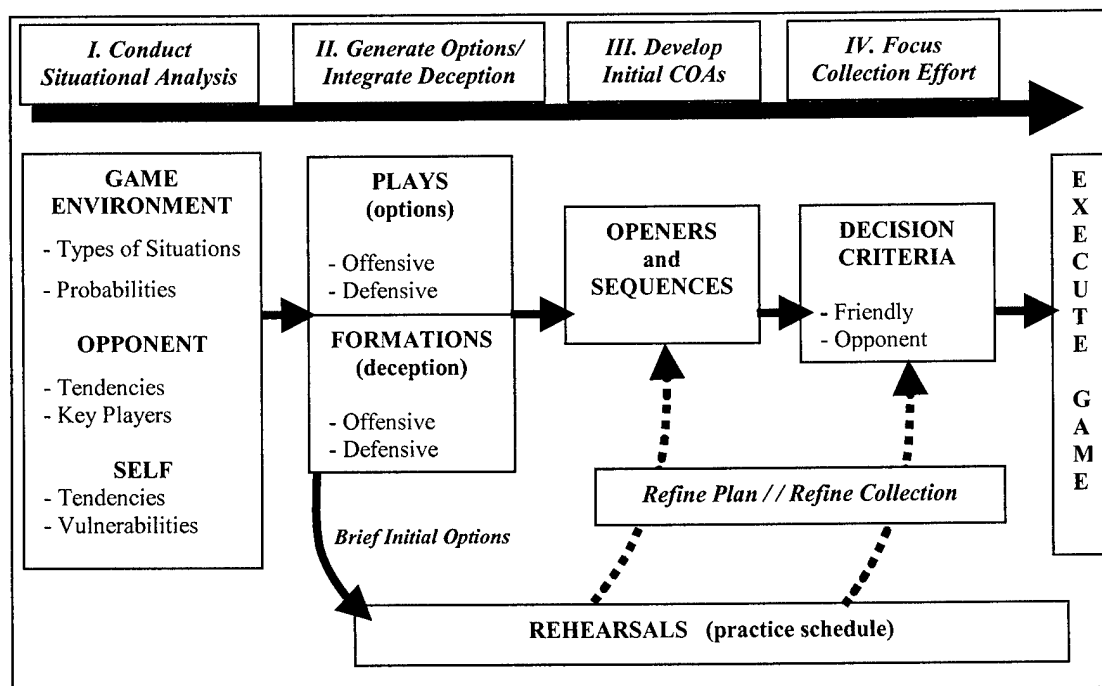 I. Conduct
Situational Analysis
II. Generate Options/
Integrate Deception
III. Develop
Initial COAs
IV. Focus
Collection Effort
GAME
ENVIRONMENT
- Types of Situations
- Probabilities
OPPONENT
- Tendencies
- Key Players
SELF
- Tendencies
- Vulnerabilities
PLAYS
(options)
- Offensive
- Defensive
FORMATIONS
(deception)
- Offensive
- Defensive
OPENERS
and
SEQUENCES
DECISION
CRITERIA
- Friendly
- Opponent
E
X
E
C
U
T
E
G
A
M
E
Refine Plan // Refine Collection
Brief Initial Options
REHEARSALS (practice schedule)